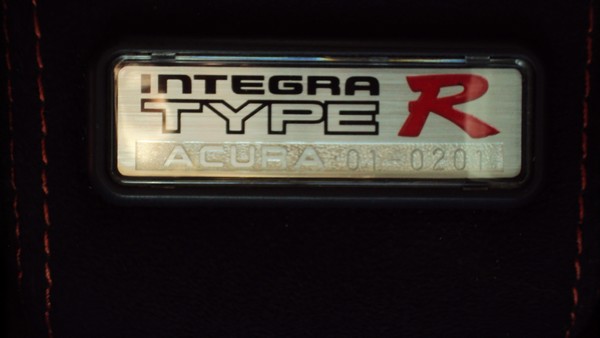 INTEGRA
TYPE R
ACURA 01-0201